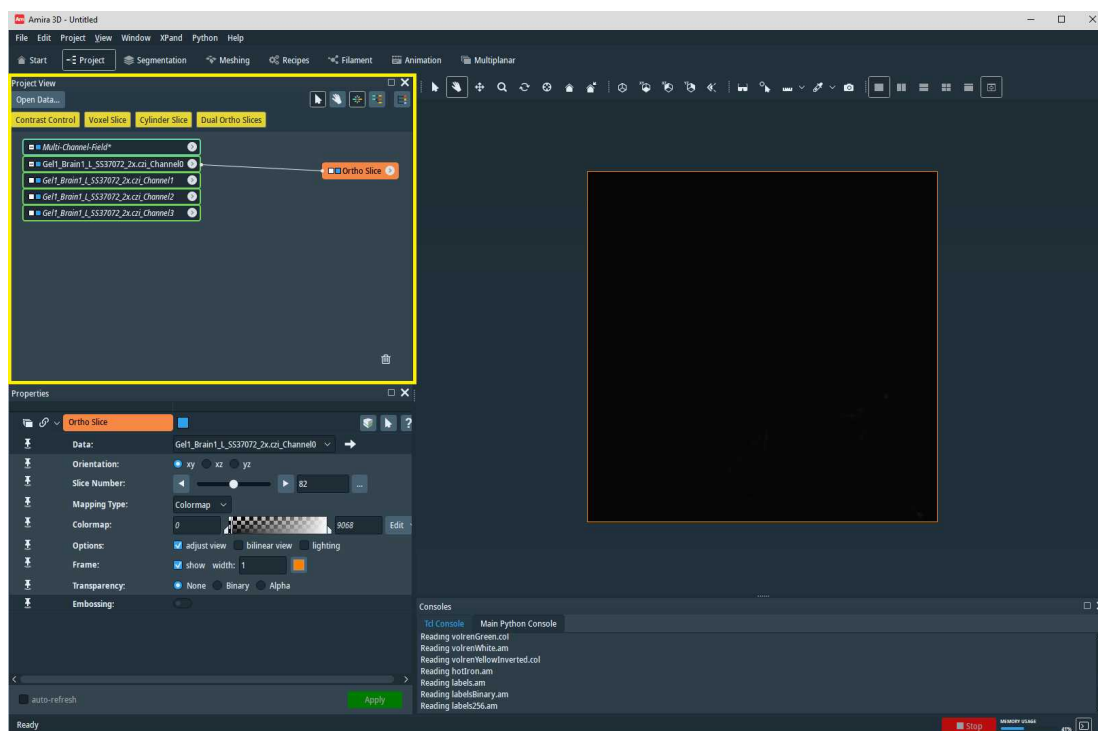 Amira 3D - Untitled
File Edit Project View Window XPand Python Help
Start Project Segmentation Meshing Recipes Filament Animation Multiplanar
Project View
Open Data...
Contrast Control Voxel Slice Cylinder Slice Dual Ortho Slices
Multi-Channel-Field*
Gel1_Brain1_L_SS37072_2x.czi_Channel0
Ortho Slice
Gel1_Brain1_L_SS37072_2x.czi_Channel1
Gel1_Brain1_L_SS37072_2x.czi_Channel2
Gel1_Brain1_L_SS37072_2x.czi_Channel3
Properties
Ortho Slice
?
Data: Gel1_Brain1_L_SS37072_2x.czi_Channel0
Orientation: xy xz yz
Slice Number: 82 ...
Mapping Type: Colormap
Colormap: 0 9068 Edit
Options: adjust view bilinear view lighting
Frame: show width: 1
Transparency: None Binary Alpha
Embossing:
auto-refresh Apply
Consoles
Tcl Console Main Python Console
Reading volrenGreen.col
Reading volrenWhite.am
Reading volrenYellowInverted.col
Reading hotIron.am
Reading labels.am
Reading labelsBinary.am
Reading labels256.am
Ready
Stop MEMORY USAGE